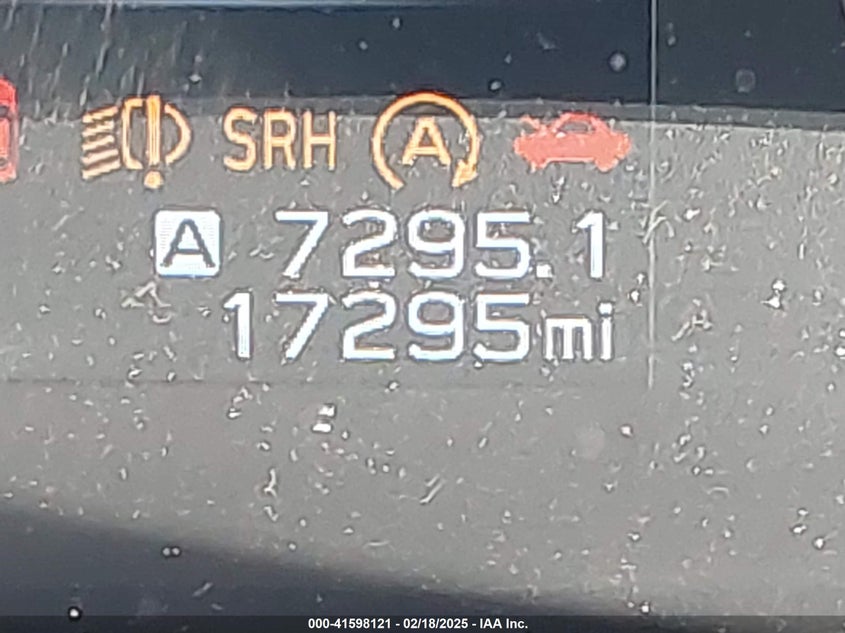 SRH A
A 7295.1
17295mi
000-41598121 - 02/18/2025 - IAA Inc.